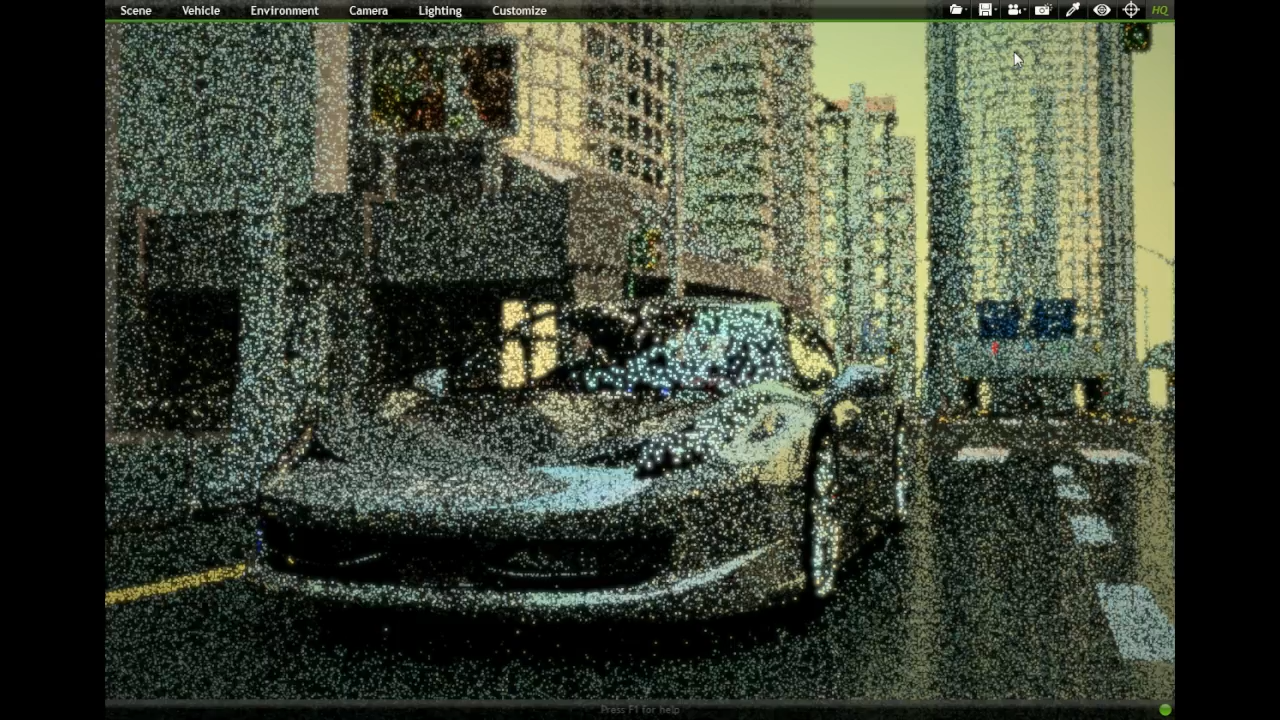 Scene Vehicle Environment Camera Lighting Customize HQ
Press F1 for help